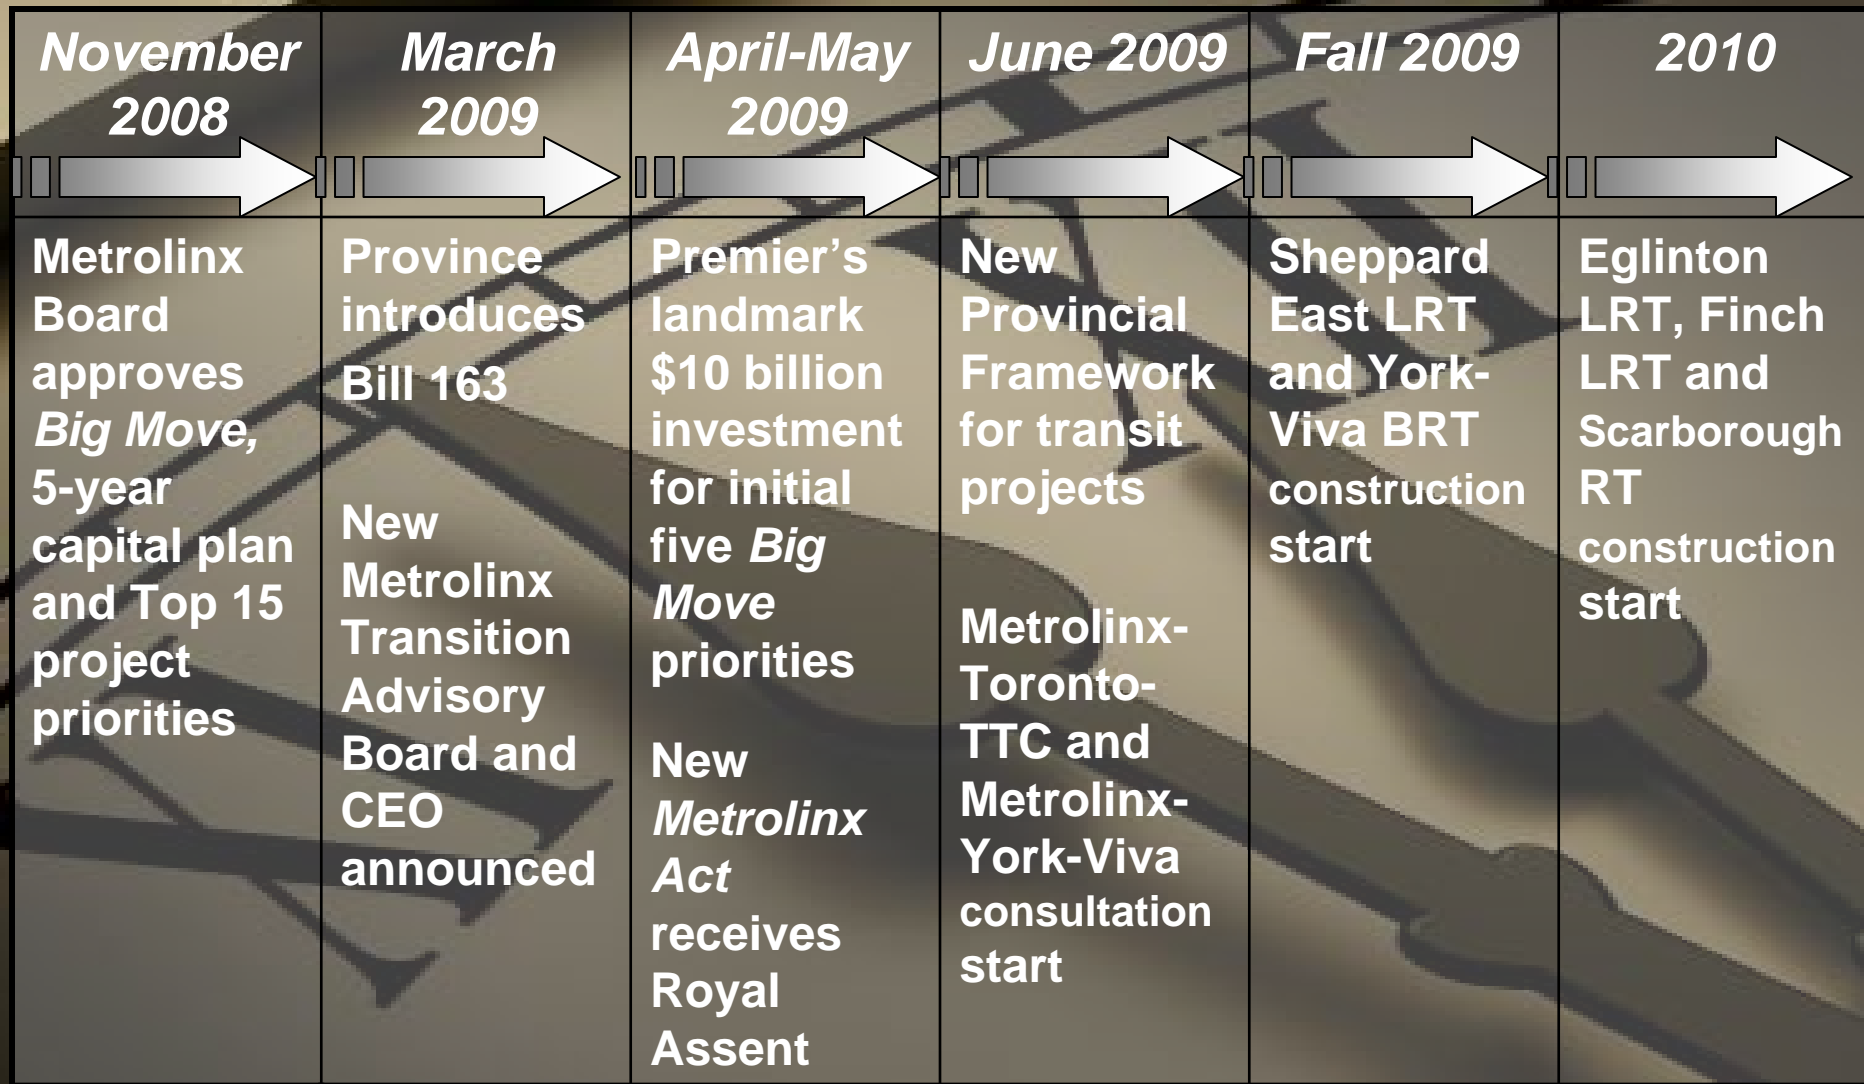 November
2008
March
2009
April-May
2009
June 2009
Fall 2009
2010
Metrolinx
Board
approves
Big Move,
5-year
capital plan
and Top 15
project
priorities
Province
introduces
Bill 163
New
Metrolinx
Transition
Advisory
Board and
CEO
announced
Premier’s
landmark
$10 billion
investment
for initial
five Big
Move
priorities
New
Metrolinx
Act
receives
Royal
Assent
New
Provincial
Framework
for transit
projects
Metrolinx-
Toronto-
TTC and
Metrolinx-
York-Viva
consultation
start
Sheppard
East LRT
and York-
Viva BRT
construction
start
Eglinton
LRT, Finch
LRT and
Scarborough
RT
construction
start